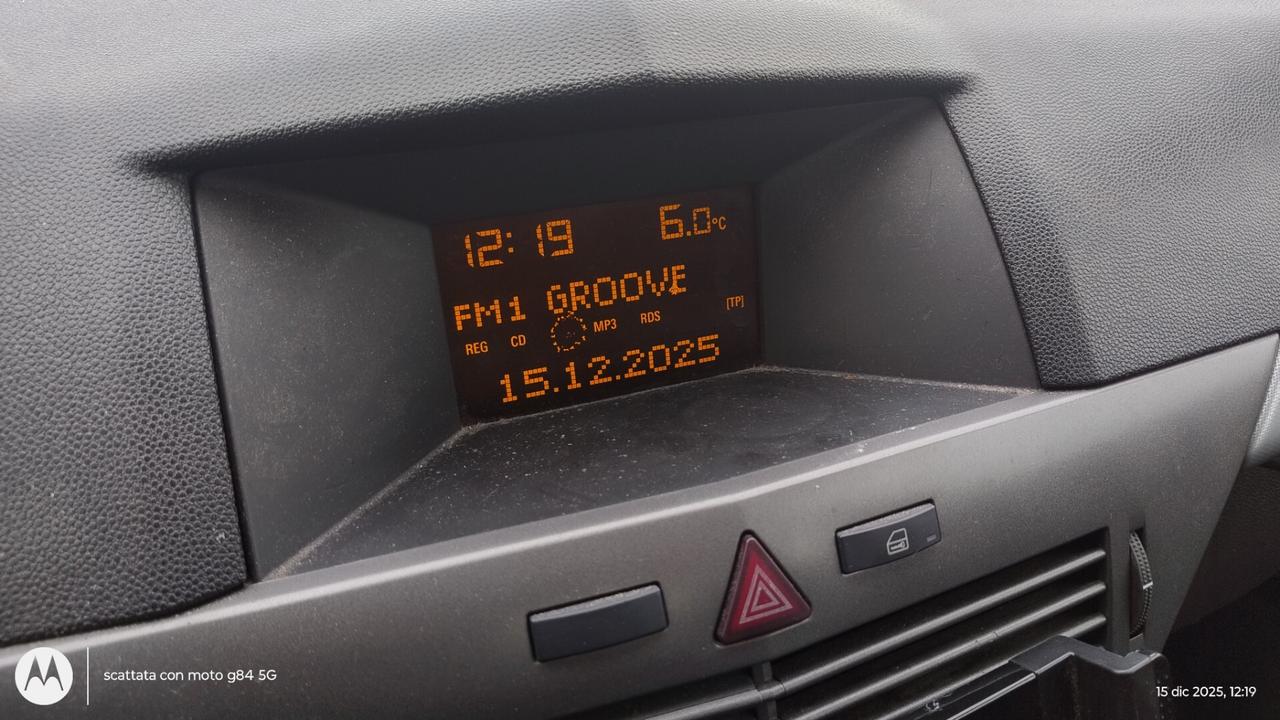 12:19 6.0°C
FM1 GROOVE
REG CD MP3 RDS [TP]
15.12.2025
scattata con moto g84 5G
15 dic 2025, 12:19